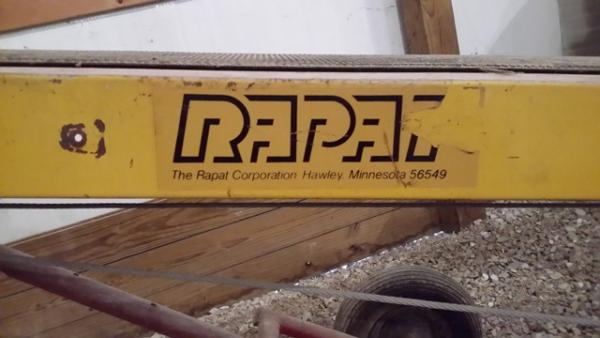 RAPAT
The Rapat Corporation Hawley, Minnesota 56549